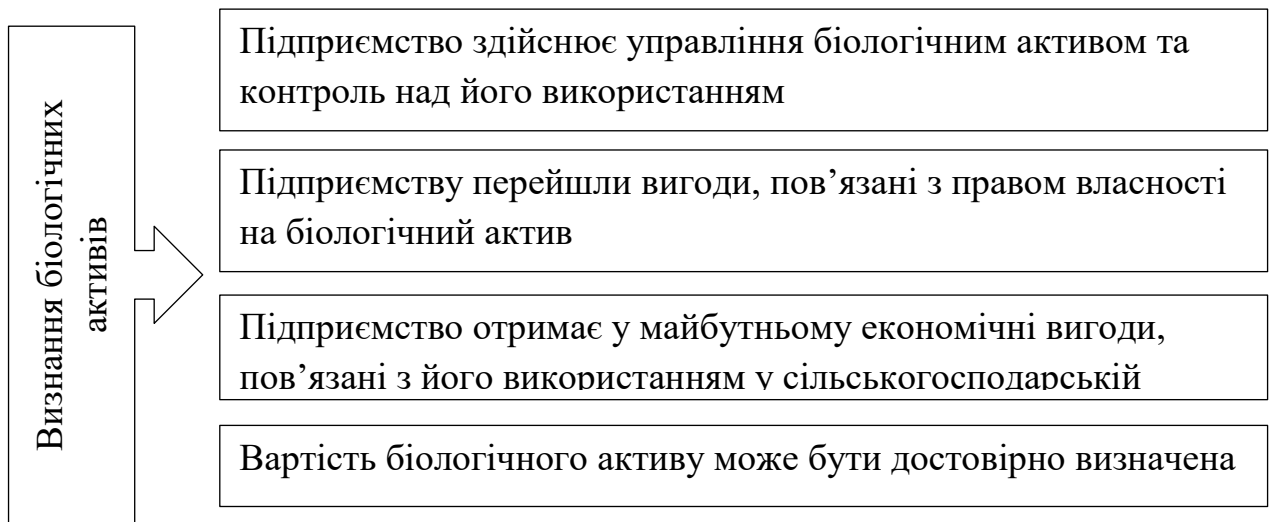 Визнання біологічних
активів
Підприємство здійснює управління біологічним активом та
контроль над його використанням
Підприємству перейшли вигоди, пов’язані з правом власності
на біологічний актив
Підприємство отримає у майбутньому економічні вигоди,
пов’язані з його використанням у сільськогосподарській
Вартість біологічного активу може бути достовірно визначена